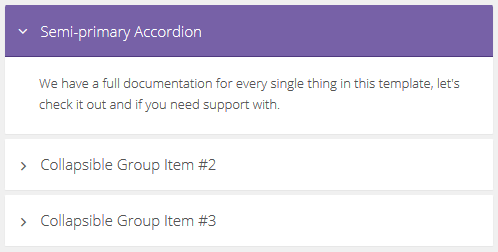 Semi-primary Accordion
We have a full documentation for every single thing in this template, let's
check it out and if you need support with.
Collapsible Group Item #2
Collapsible Group Item #3